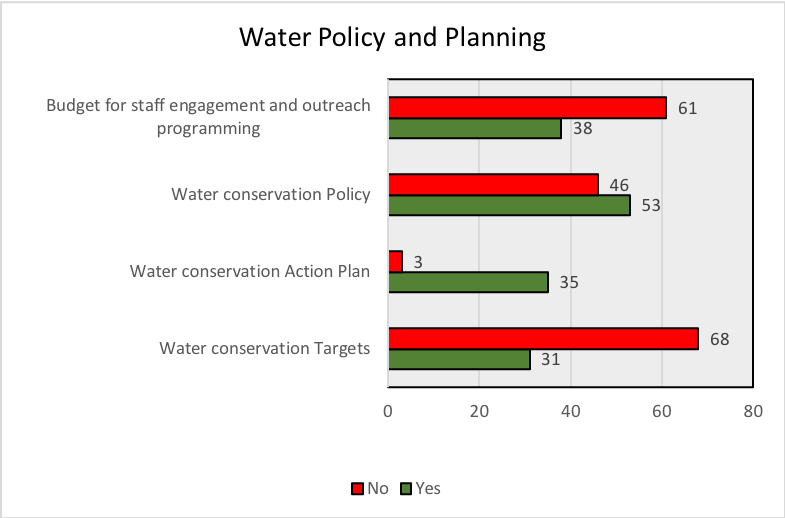 Water Policy and Planning
Budget for staff engagement and outreach
programming
61
38
Water conservation Policy
46
53
Water conservation Action Plan
3
35
Water conservation Targets
68
31
0 20 40 60 80
No Yes